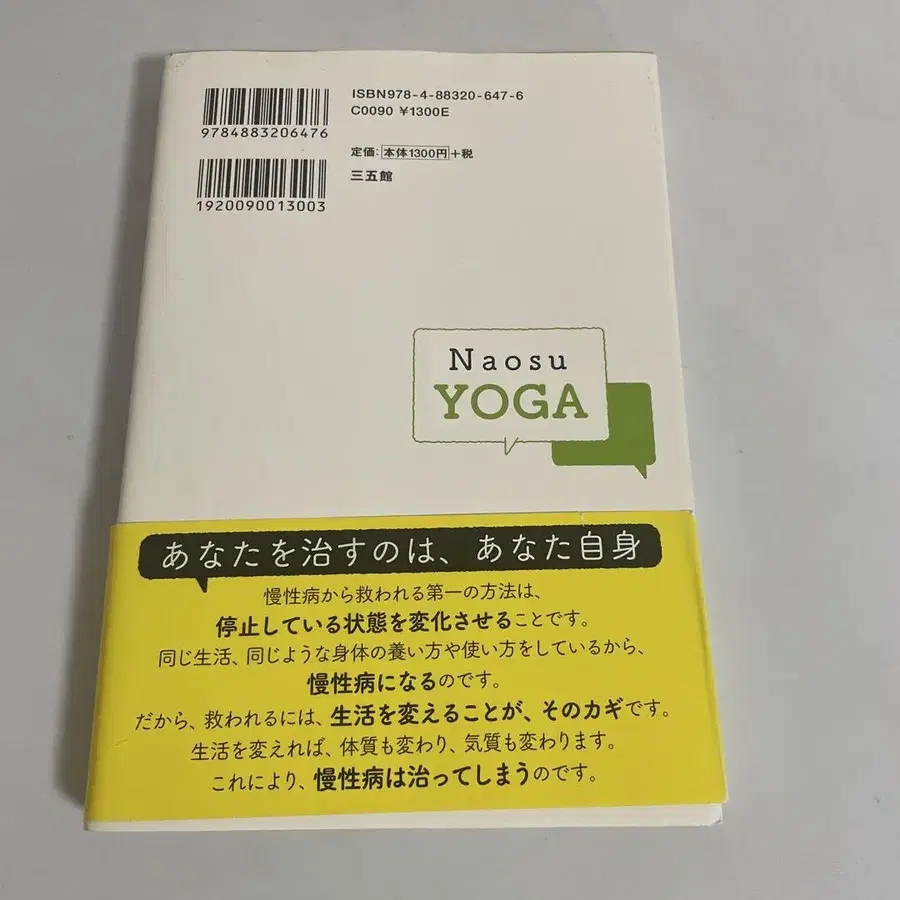 ISBN978-4-88320-647-6
C0090 ¥1300E
9784883206476
定価：本体1300円+税
三五館
1920090013003
Naosu
YOGA
あなたを治すのは、あなた自身
慢性病から救われる第一の方法は、
停止している状態を変化させることです。
同じ生活、同じような身体の養い方や使い方をしているから、
慢性病になるのです。
だから、救われるには、生活を変えることが、そのカギです。
生活を変えれば、体質も変わり、気質も変わります。
これにより、慢性病は治ってしまうのです。